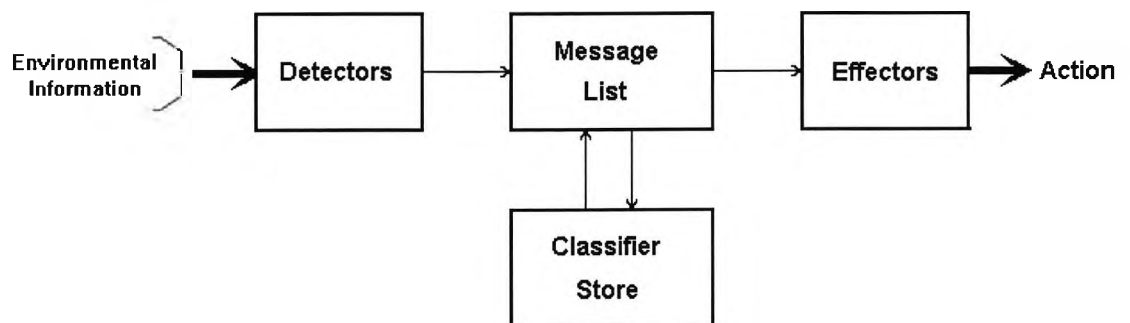 Environmental
Information
Detectors
Message
List
Effectors
Action
Classifier
Store